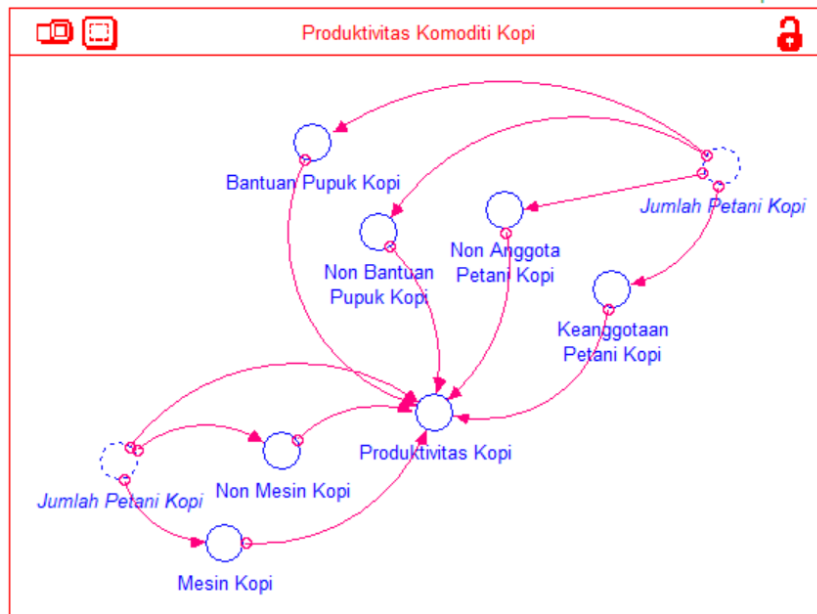 Produktivitas Komoditi Kopi
Bantuan Pupuk Kopi
Jumlah Petani Kopi
Non Anggota
Petani Kopi
Non Bantuan
Pupuk Kopi
Keanggotaan
Petani Kopi
Produktivitas Kopi
Non Mesin Kopi
Jumlah Petani Kopi
Mesin Kopi